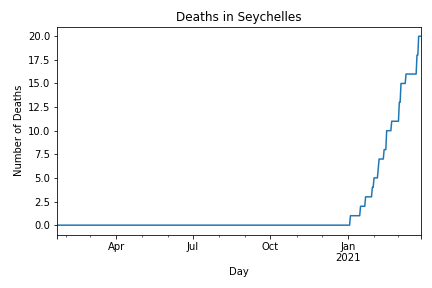 Deaths in Seychelles
20.0
17.5
15.0
12.5
10.0
7.5
5.0
2.5
0.0
Number of Deaths
Apr
Jul
Oct
Jan
2021
Day